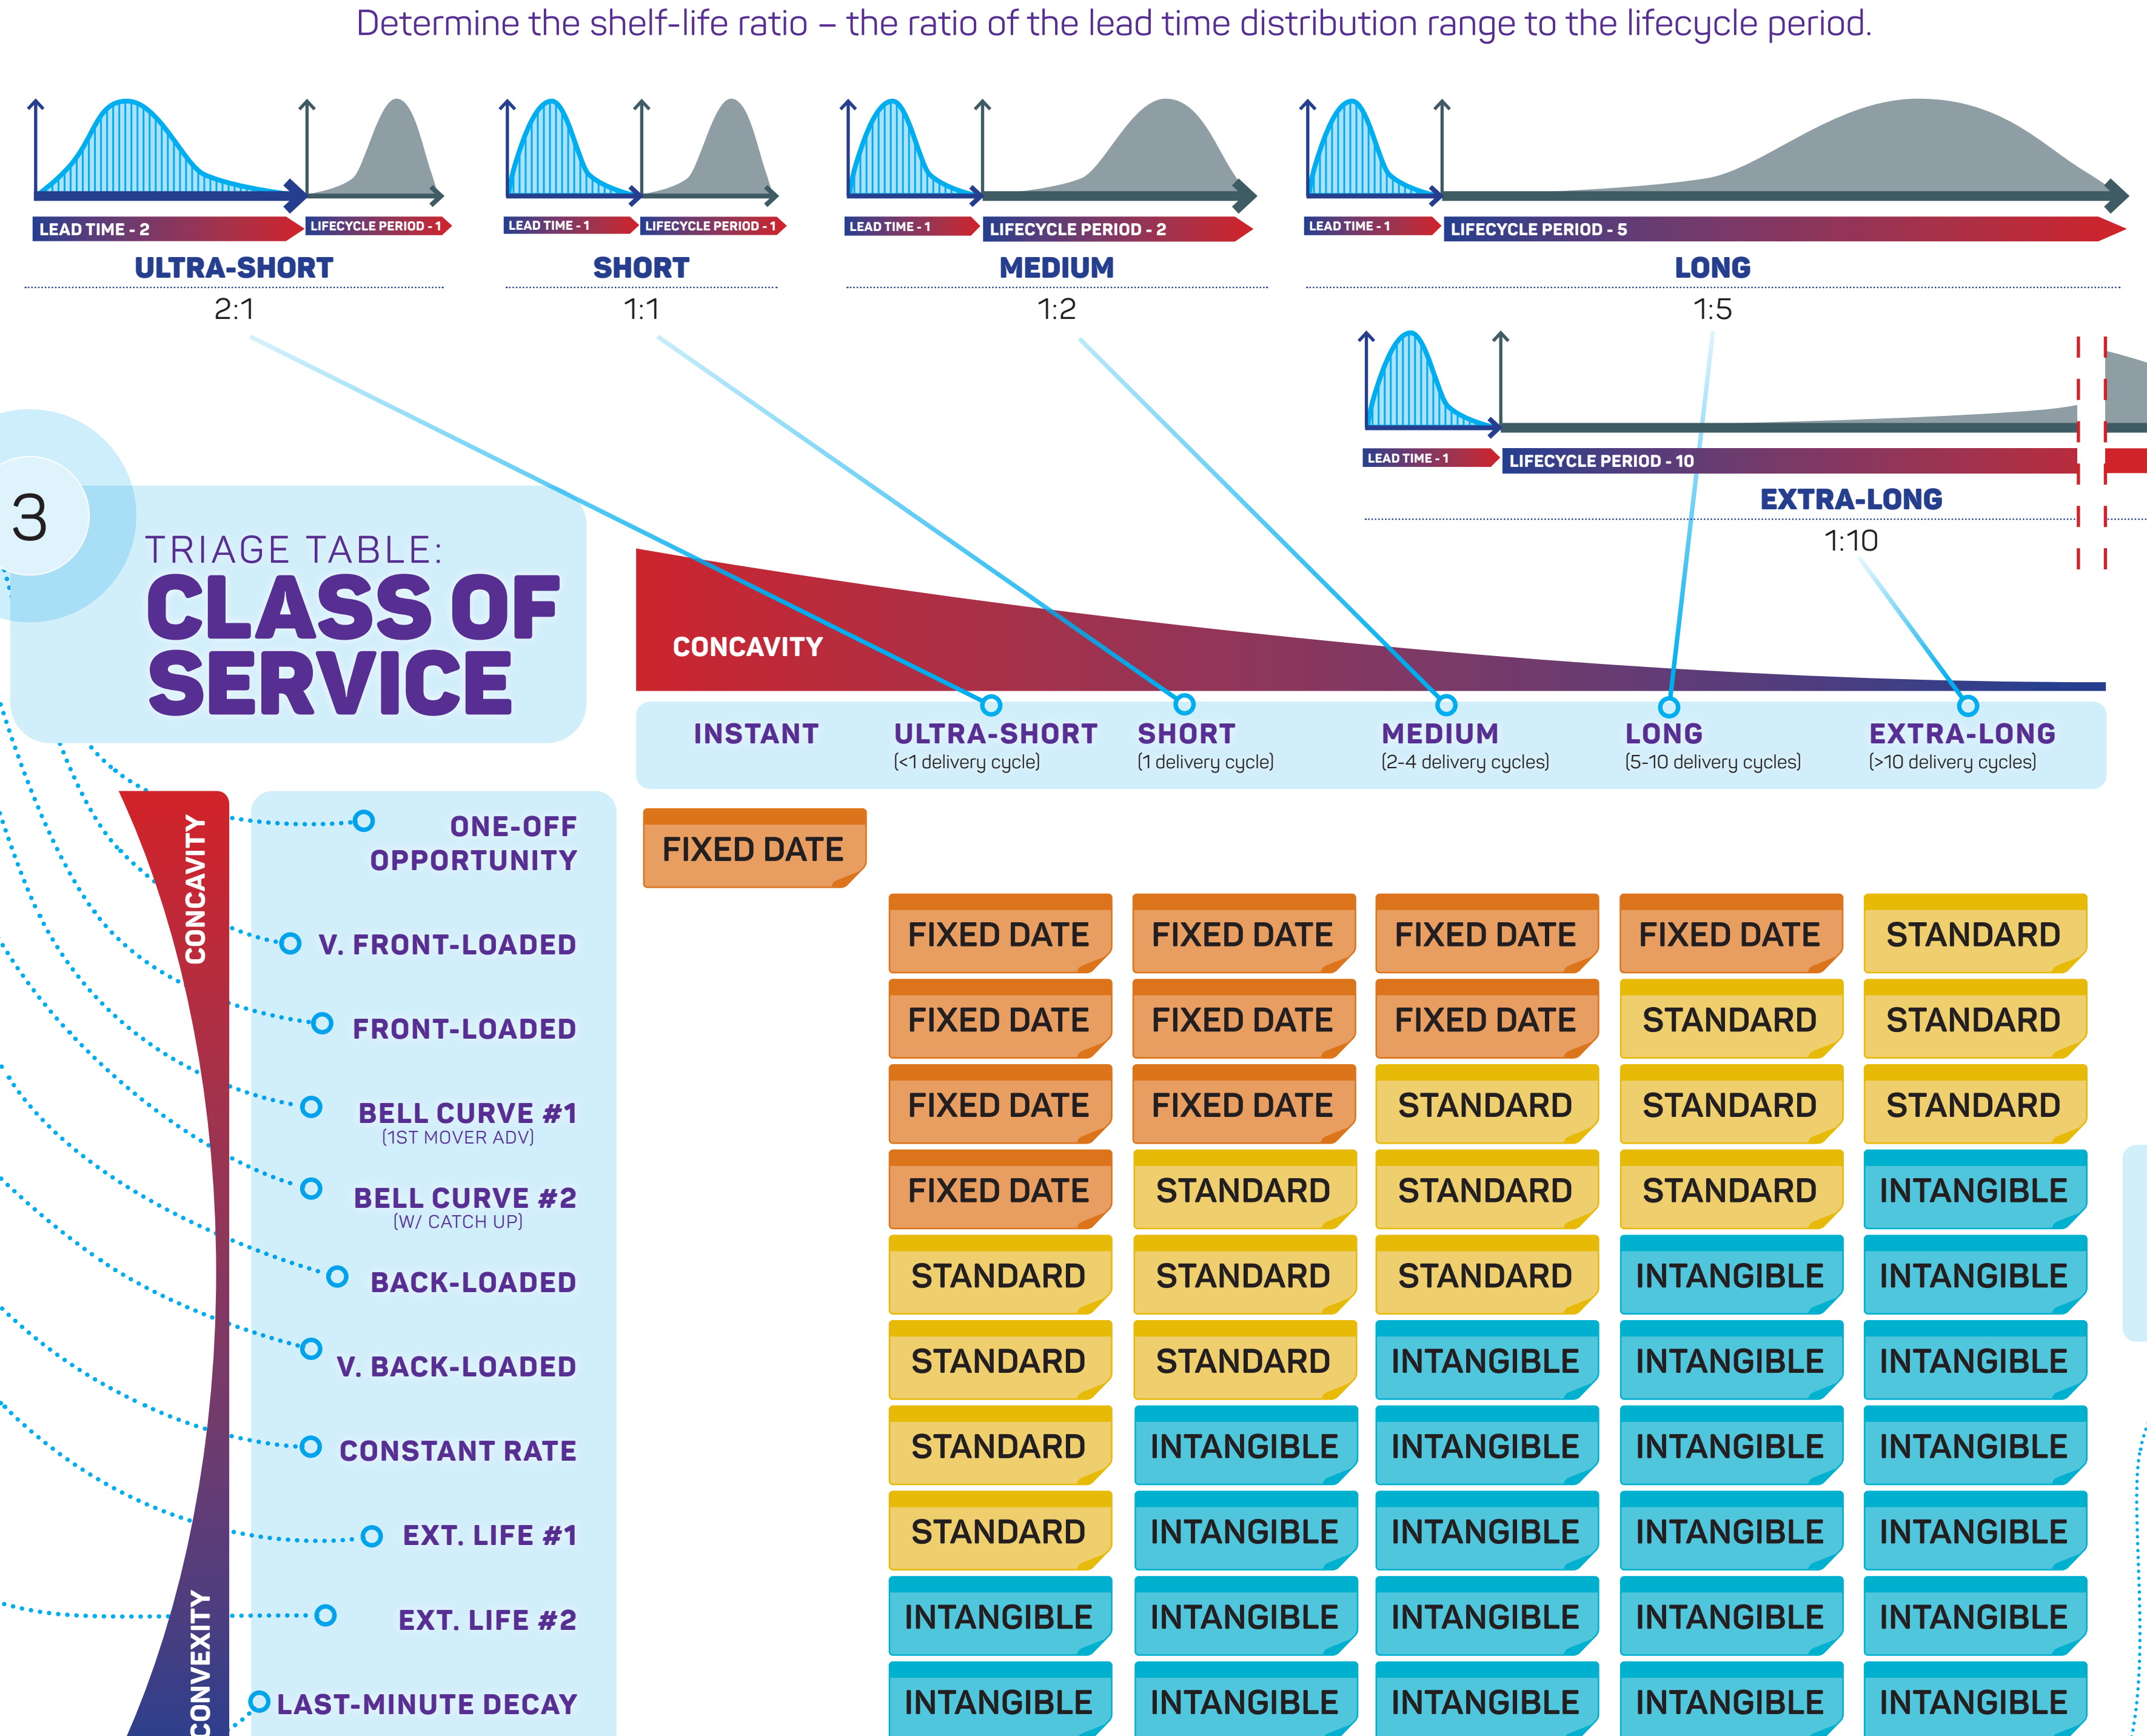 Determine the shelf-life ratio – the ratio of the lead time distribution range to the lifecycle period.
LEAD TIME - 2
LIFECYCLE PERIOD - 1
LEAD TIME - 1
LIFECYCLE PERIOD - 1
LEAD TIME - 1
LIFECYCLE PERIOD - 2
LEAD TIME - 1
LIFECYCLE PERIOD - 5
ULTRA-SHORT
SHORT
MEDIUM
LONG
2:1
1:1
1:2
1:5
LEAD TIME - 1
LIFECYCLE PERIOD - 10
EXTRA-LONG
1:10
3
TRIAGE TABLE:
CLASS OF
SERVICE
CONCAVITY
INSTANT
ULTRA-SHORT
(<1 delivery cycle)
SHORT
(1 delivery cycle)
MEDIUM
(2-4 delivery cycles)
LONG
(5-10 delivery cycles)
EXTRA-LONG
(>10 delivery cycles)
CONCAVITY
ONE-OFF
OPPORTUNITY
FIXED DATE
V. FRONT-LOADED
FIXED DATE
FIXED DATE
FIXED DATE
FIXED DATE
STANDARD
FRONT-LOADED
FIXED DATE
FIXED DATE
FIXED DATE
STANDARD
STANDARD
BELL CURVE #1
(1ST MOVER ADV)
FIXED DATE
FIXED DATE
STANDARD
STANDARD
STANDARD
BELL CURVE #2
(W/ CATCH UP)
FIXED DATE
STANDARD
STANDARD
STANDARD
INTANGIBLE
BACK-LOADED
STANDARD
STANDARD
STANDARD
INTANGIBLE
INTANGIBLE
V. BACK-LOADED
STANDARD
STANDARD
INTANGIBLE
INTANGIBLE
INTANGIBLE
CONSTANT RATE
STANDARD
INTANGIBLE
INTANGIBLE
INTANGIBLE
INTANGIBLE
EXT. LIFE #1
STANDARD
INTANGIBLE
INTANGIBLE
INTANGIBLE
INTANGIBLE
EXT. LIFE #2
INTANGIBLE
INTANGIBLE
INTANGIBLE
INTANGIBLE
INTANGIBLE
CONVEXITY
LAST-MINUTE DECAY
INTANGIBLE
INTANGIBLE
INTANGIBLE
INTANGIBLE
INTANGIBLE